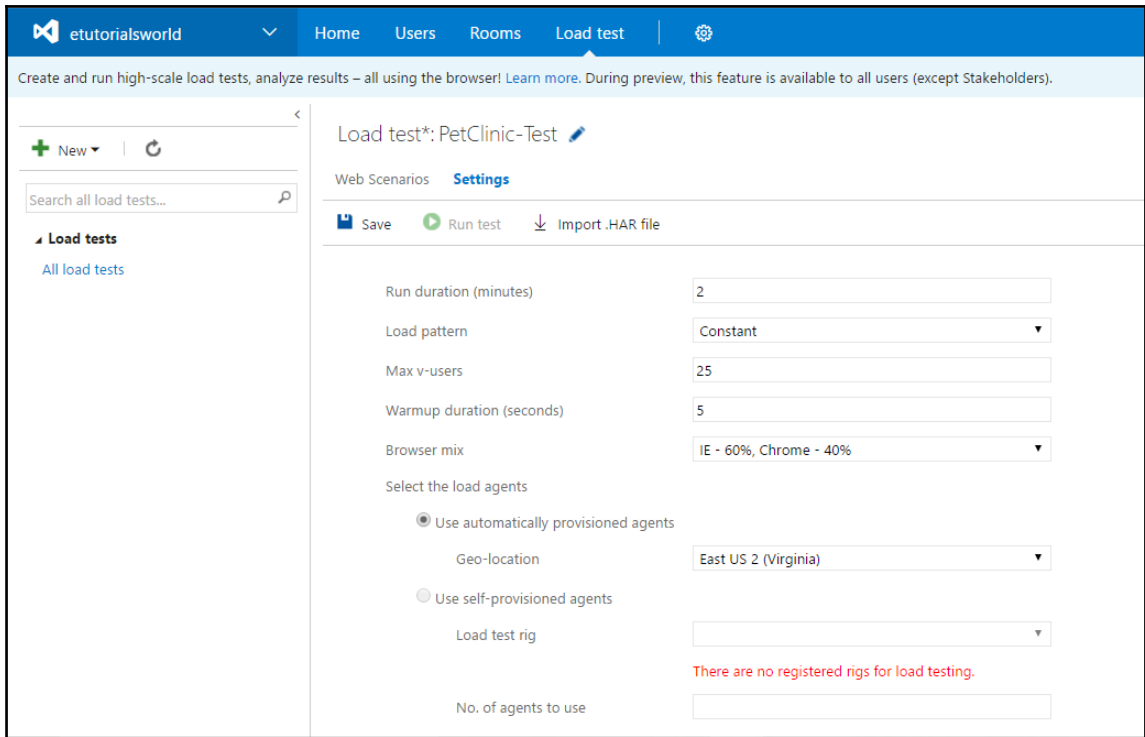 etutorialsworld Home Users Rooms Load test
Create and run high-scale load tests, analyze results – all using the browser! Learn more. During preview, this feature is available to all users (except Stakeholders).
New
Search all load tests...
Load tests
All load tests
Load test*: PetClinic-Test
Web Scenarios Settings
Save Run test Import .HAR file
Run duration (minutes) 2
Load pattern Constant
Max v-users 25
Warmup duration (seconds) 5
Browser mix IE - 60%, Chrome - 40%
Select the load agents
Use automatically provisioned agents
Geo-location East US 2 (Virginia)
Use self-provisioned agents
Load test rig
There are no registered rigs for load testing.
No. of agents to use